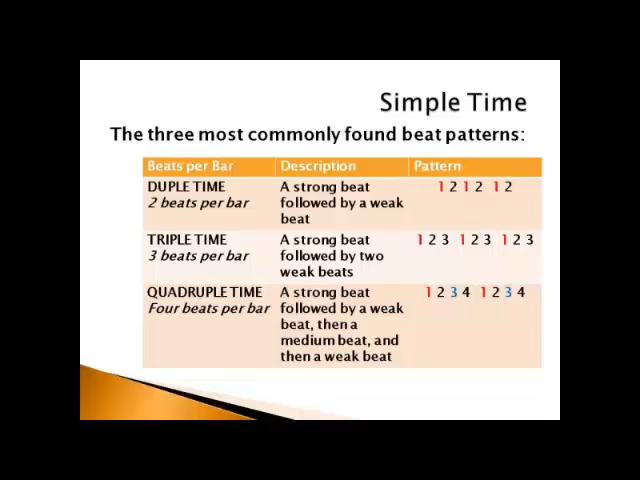 Simple Time
The three most commonly found beat patterns:
Beats per Bar Description Pattern
DUPLE TIME
2 beats per bar
A strong beat
followed by a weak
beat
1 2 1 2 1 2
TRIPLE TIME
3 beats per bar
A strong beat
followed by two
weak beats
1 2 3 1 2 3 1 2 3
QUADRUPLE TIME
Four beats per bar
A strong beat
followed by a weak
beat, then a
medium beat, and
then a weak beat
1 2 3 4 1 2 3 4